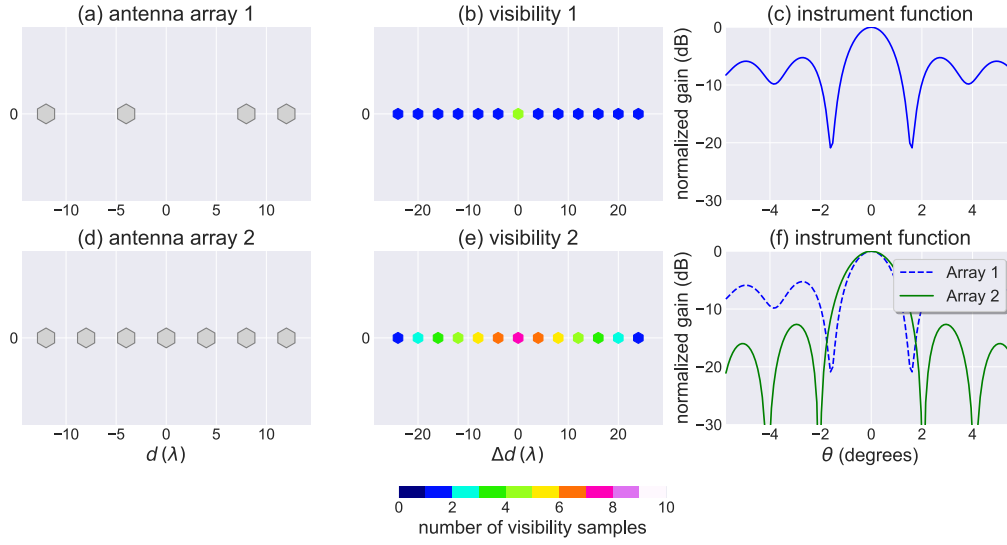 (a) antenna array 1
(b) visibility 1
(c) instrument function
0
−10 −5 0 5 10
0
−20 −10 0 10 20
normalized gain (dB)
0
−10
−20
−30
−4 −2 0 2 4
(d) antenna array 2
(e) visibility 2
(f) instrument function
0
−10 −5 0 5 10
d (λ)
0
−20 −10 0 10 20
Δd (λ)
normalized gain (dB)
0
−10
−20
−30
Array 1
Array 2
−4 −2 0 2 4
θ (degrees)
0 2 4 6 8 10
number of visibility samples